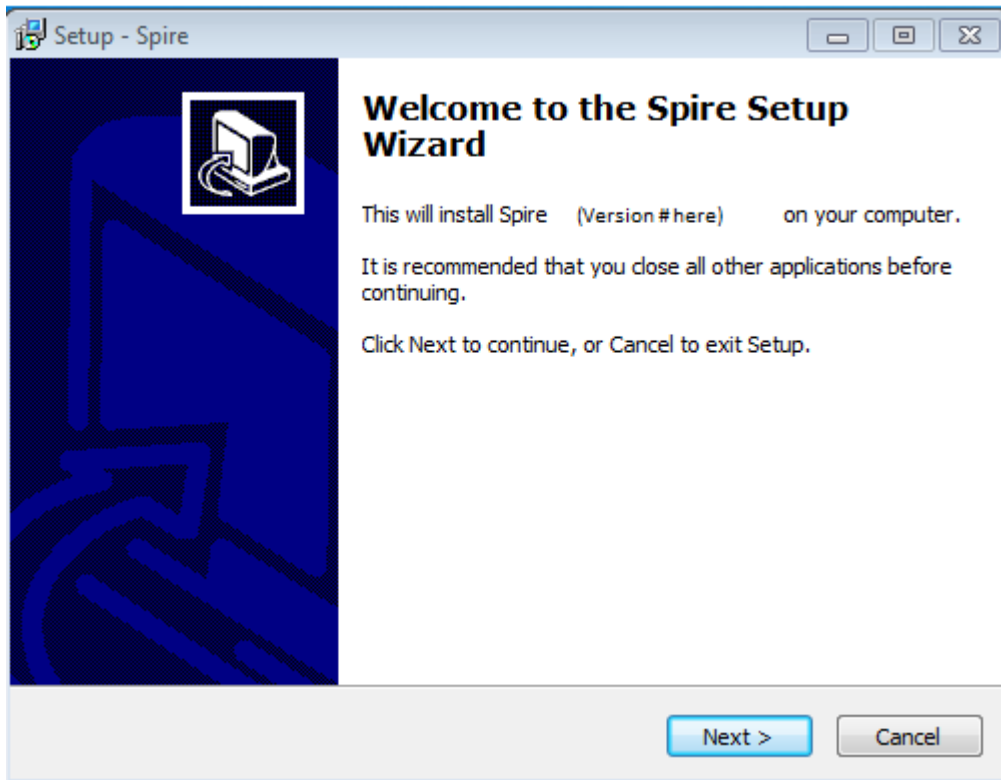 Setup - Spire
Welcome to the Spire Setup
Wizard
This will install Spire (Version # here) on your computer.
It is recommended that you close all other applications before
continuing.
Click Next to continue, or Cancel to exit Setup.
Next >
Cancel